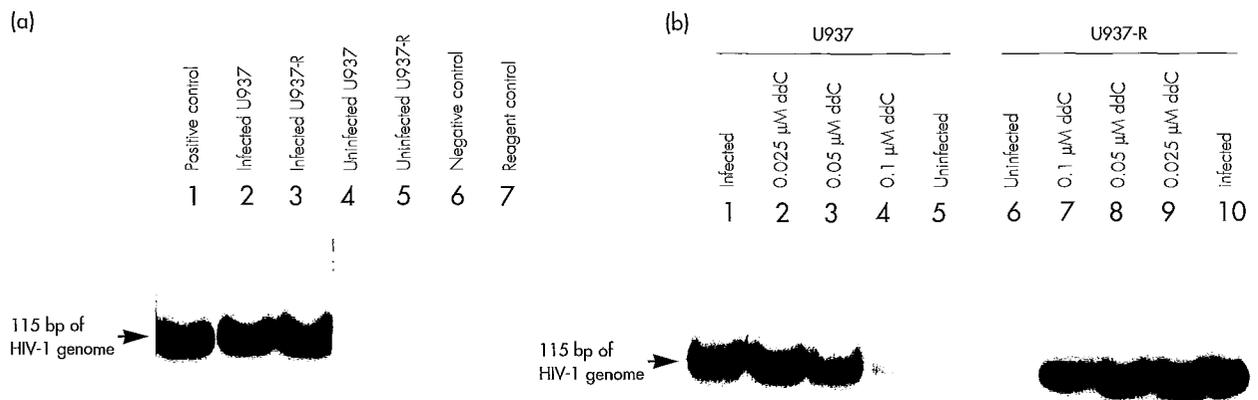 (a)
Positive control
Infected U937
Infected U937-R
Uninfected U937
Uninfected U937-R
Negative control
Reagent control
1 2 3 4 5 6 7
115 bp of
HIV-1 genome
(b)
U937
U937-R
Infected
0.025 µM ddC
0.05 µM ddC
0.1 µM ddC
Uninfected
Uninfected
0.1 µM ddC
0.05 µM ddC
0.025 µM ddC
infected
1 2 3 4 5 6 7 8 9 10
115 bp of
HIV-1 genome